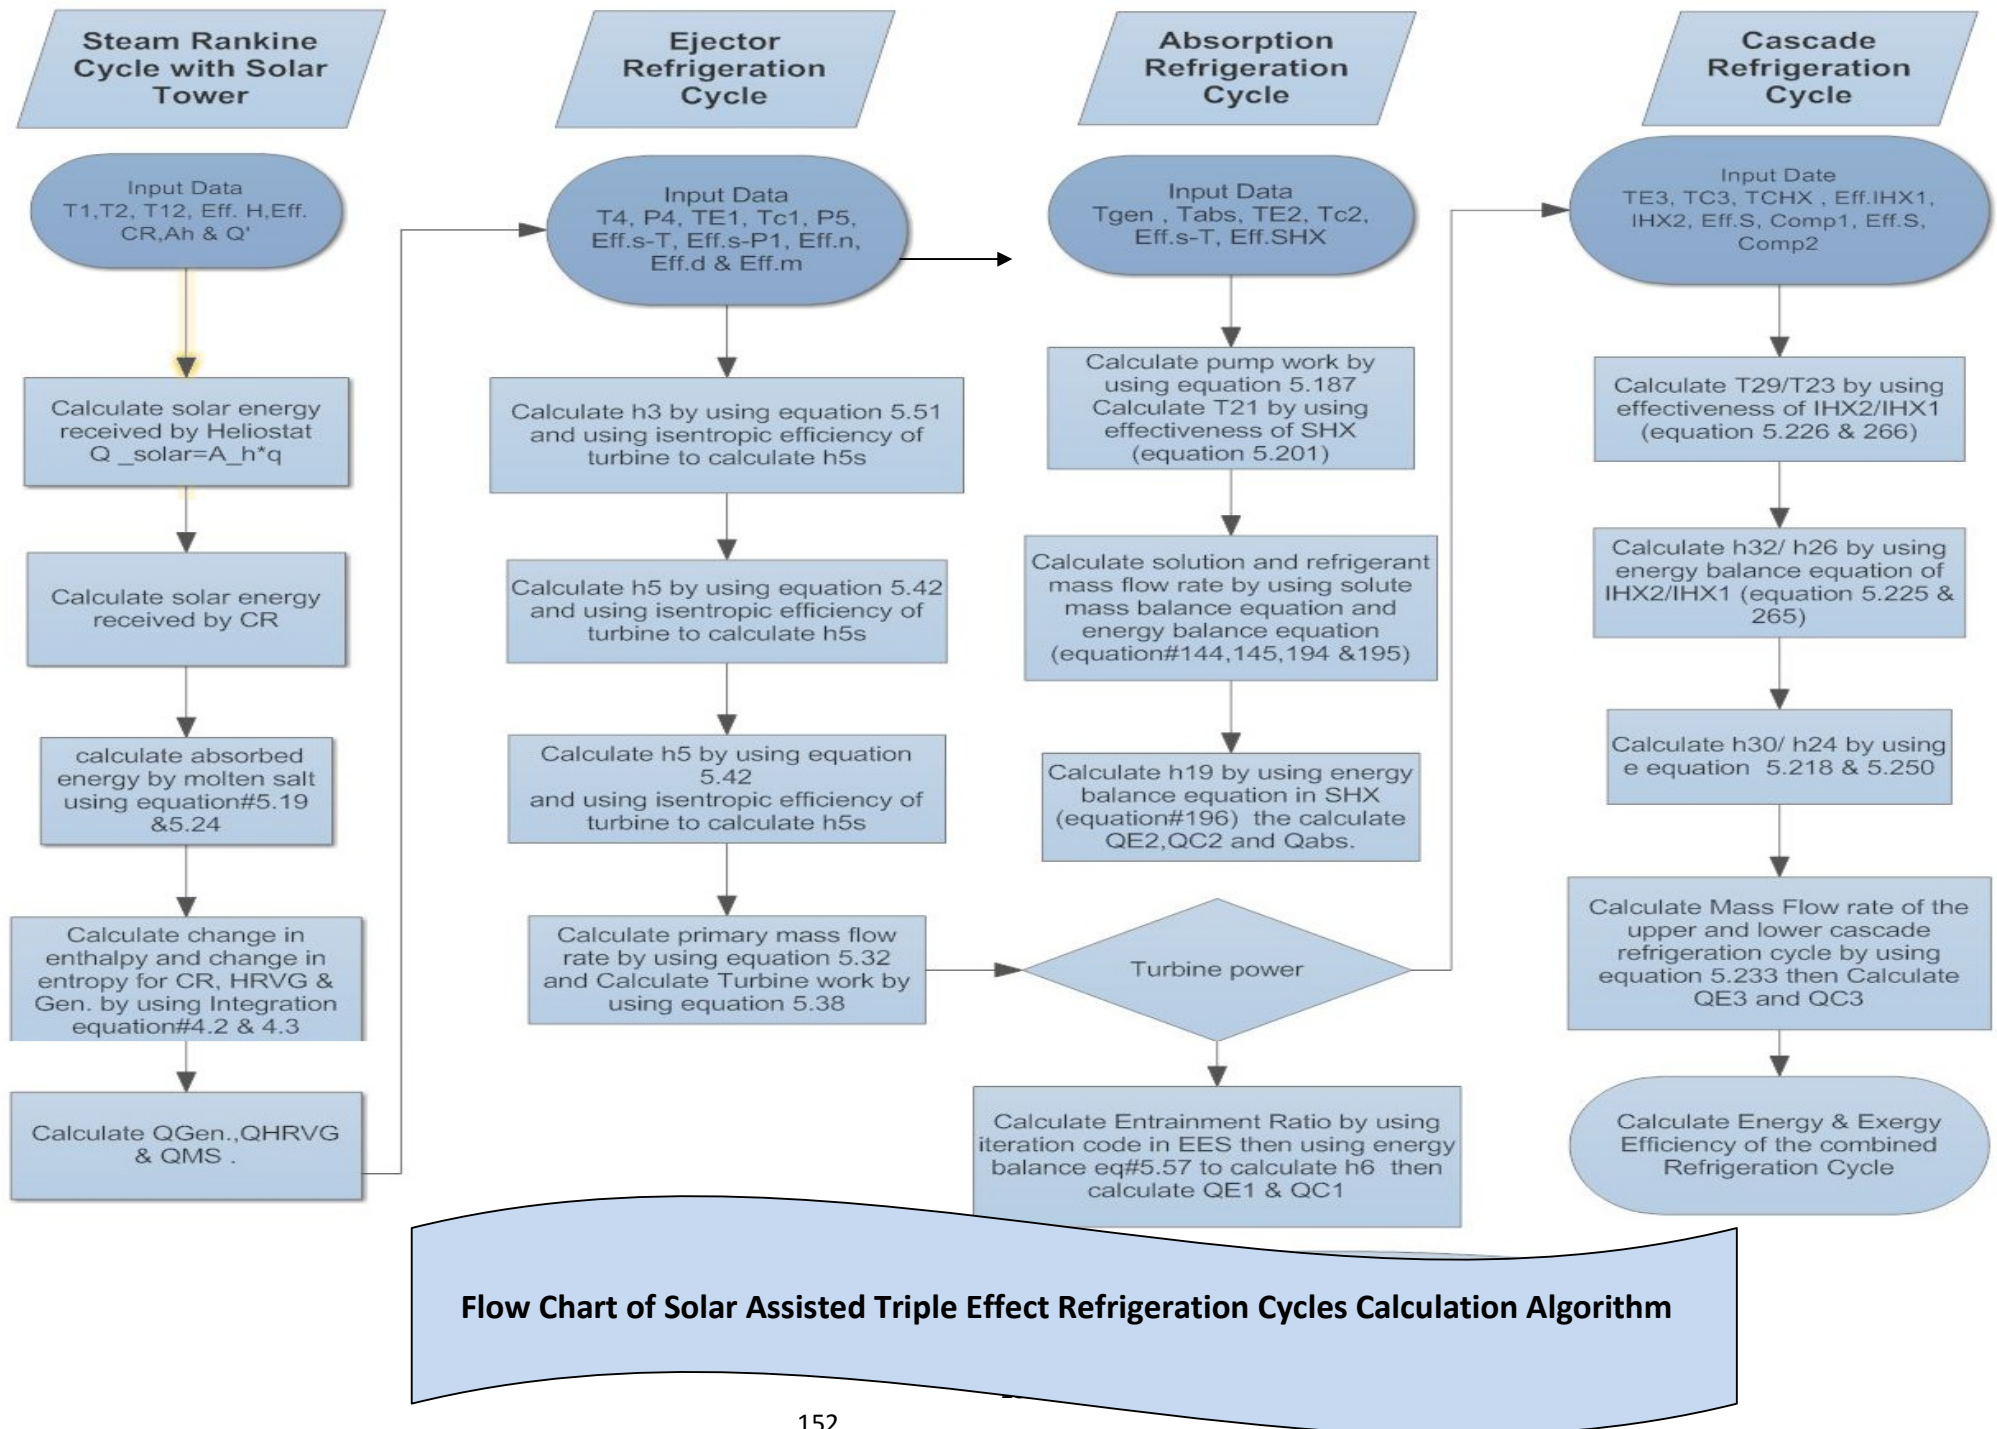 Steam Rankine
Cycle with Solar
Tower
Input Data
T1,T2, T12, Eff. H,Eff.
CR,Ah & Q'
Calculate solar energy
received by Heliostat
Q _solar=A_h*q
Calculate solar energy
received by CR
calculate absorbed
energy by molten salt
using equation#5.19
&5.24
Calculate change in
enthalpy and change in
entropy for CR, HRVG &
Gen. by using Integration
equation#4.2 & 4.3
Calculate QGen.,QHRVG
& QMS .
Ejector
Refrigeration
Cycle
Input Data
T4, P4, TE1, Tc1, P5,
Eff.s-T, Eff.s-P1, Eff.n,
Eff.d & Eff.m
Calculate h3 by using equation 5.51
and using isentropic efficiency of
turbine to calculate h5s
Calculate h5 by using equation 5.42
and using isentropic efficiency of
turbine to calculate h5s
Calculate h5 by using equation
5.42
and using isentropic efficiency of
turbine to calculate h5s
Calculate primary mass flow
rate by using equation 5.32
and Calculate Turbine work by
using equation 5.38
Absorption
Refrigeration
Cycle
Input Data
Tgen , Tabs, TE2, Tc2,
Eff.s-T, Eff.SHX
Calculate pump work by
using equation 5.187
Calculate T21 by using
effectiveness of SHX
(equation 5.201)
Calculate solution and refrigerant
mass flow rate by using solute
mass balance equation and
energy balance equation
(equation#144,145,194 &195)
Calculate h19 by using energy
balance equation in SHX
(equation#196)  the calculate
QE2,QC2 and Qabs.
Turbine power
Calculate Entrainment Ratio by using
iteration code in EES then using energy
balance eq#5.57 to calculate h6  then
calculate QE1 & QC1
Cascade
Refrigeration
Cycle
Input Date
TE3, TC3, TCHX , Eff.IHX1,
IHX2, Eff.S, Comp1, Eff.S,
Comp2
Calculate T29/T23 by using
effectiveness of IHX2/IHX1
(equation 5.226 & 266)
Calculate h32/ h26 by using
energy balance equation of
IHX2/IHX1 (equation 5.225 &
265)
Calculate h30/ h24 by using
e equation  5.218 & 5.250
Calculate Mass Flow rate of the
upper and lower cascade
refrigeration cycle by using
equation 5.233 then Calculate
QE3 and QC3
Calculate Energy & Exergy
Efficiency of the combined
Refrigeration Cycle
Flow Chart of Solar Assisted Triple Effect Refrigeration Cycles Calculation Algorithm
152